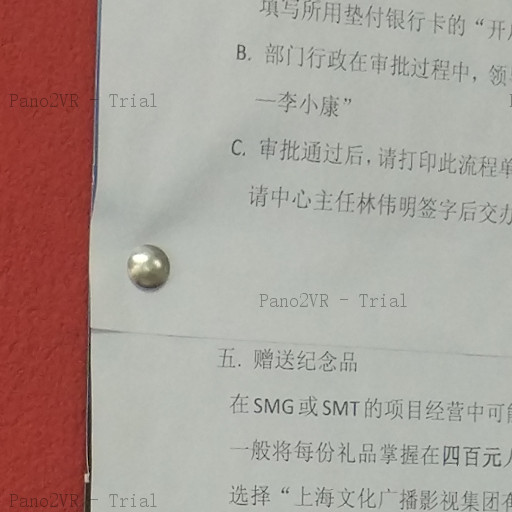 填写所用垫付银行卡的“开
B. 部门行政在审批过程中，领
Pano2VR - Trial
—李小康”
C. 审批通过后，请打印此流程单
请中心主任林伟明签字后交办
Pano2VR - Trial
五. 赠送纪念品
在SMG或SMT的项目经营中可能
一般将每份礼品掌握在四百元
选择“上海文化广播影视集团
Pano2VR - Trial